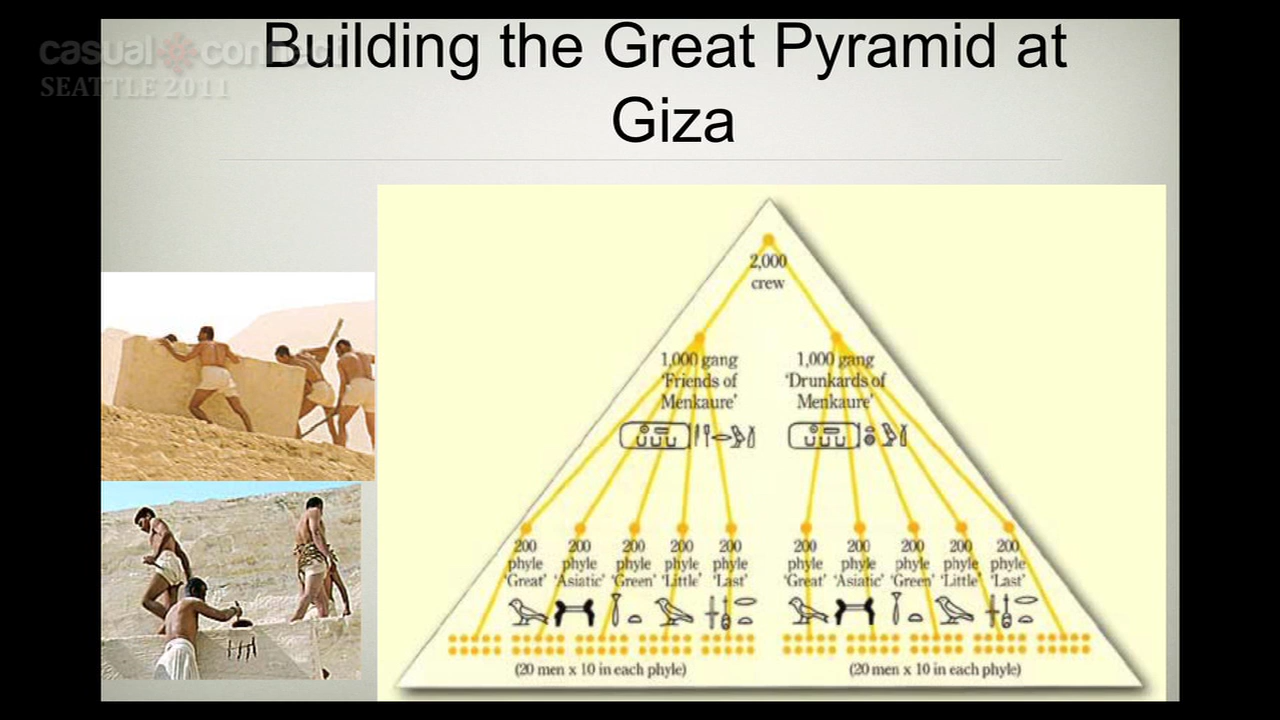 casual connect
SEATTLE 2011
Building the Great Pyramid at
Giza
2,000
crew
1,000 gang
'Friends of
Menkaure'
1,000 gang
'Drunkards of
Menkaure'
200 200 200 200 200
phyle phyle phyle phyle phyle
'Great' 'Asiatic' 'Green' 'Little' 'Last'
200 200 200 200 200
phyle phyle phyle phyle phyle
'Great' 'Asiatic' 'Green' 'Little' 'Last'
(20 men x 10 in each phyle)
(20 men x 10 in each phyle)